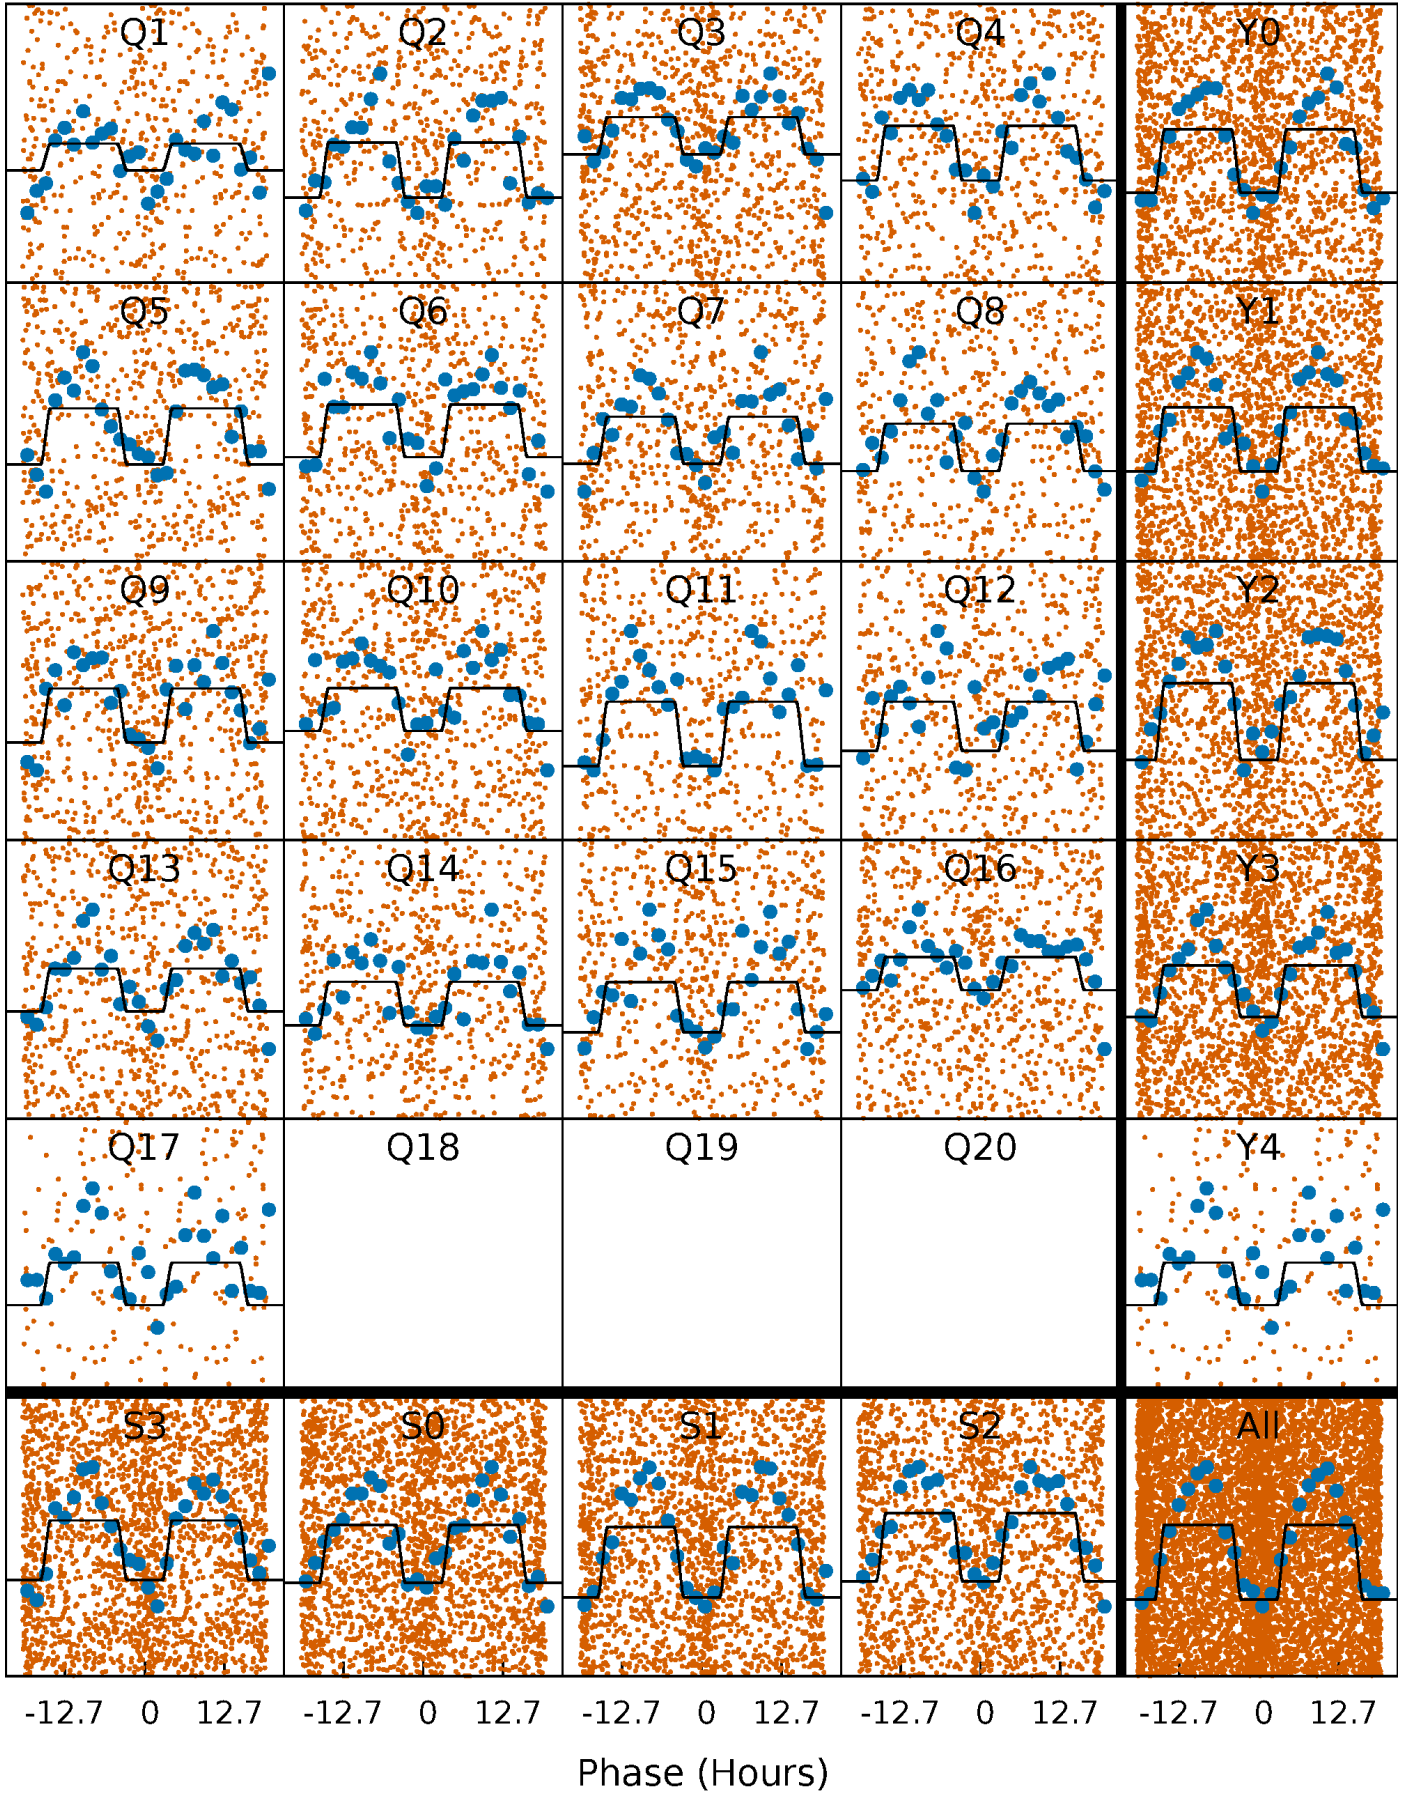 Q1 Q2 Q3 Q4 Y0
Q5 Q6 Q7 Q8 Y1
Q9 Q10 Q11 Q12 Y2
Q13 Q14 Q15 Q16 Y3
Q17 Q18 Q19 Q20 Y4
S3 S0 S1 S2 All
-12.7 0 12.7 -12.7 0 12.7 -12.7 0 12.7 -12.7 0 12.7 -12.7 0 12.7
Phase (Hours)